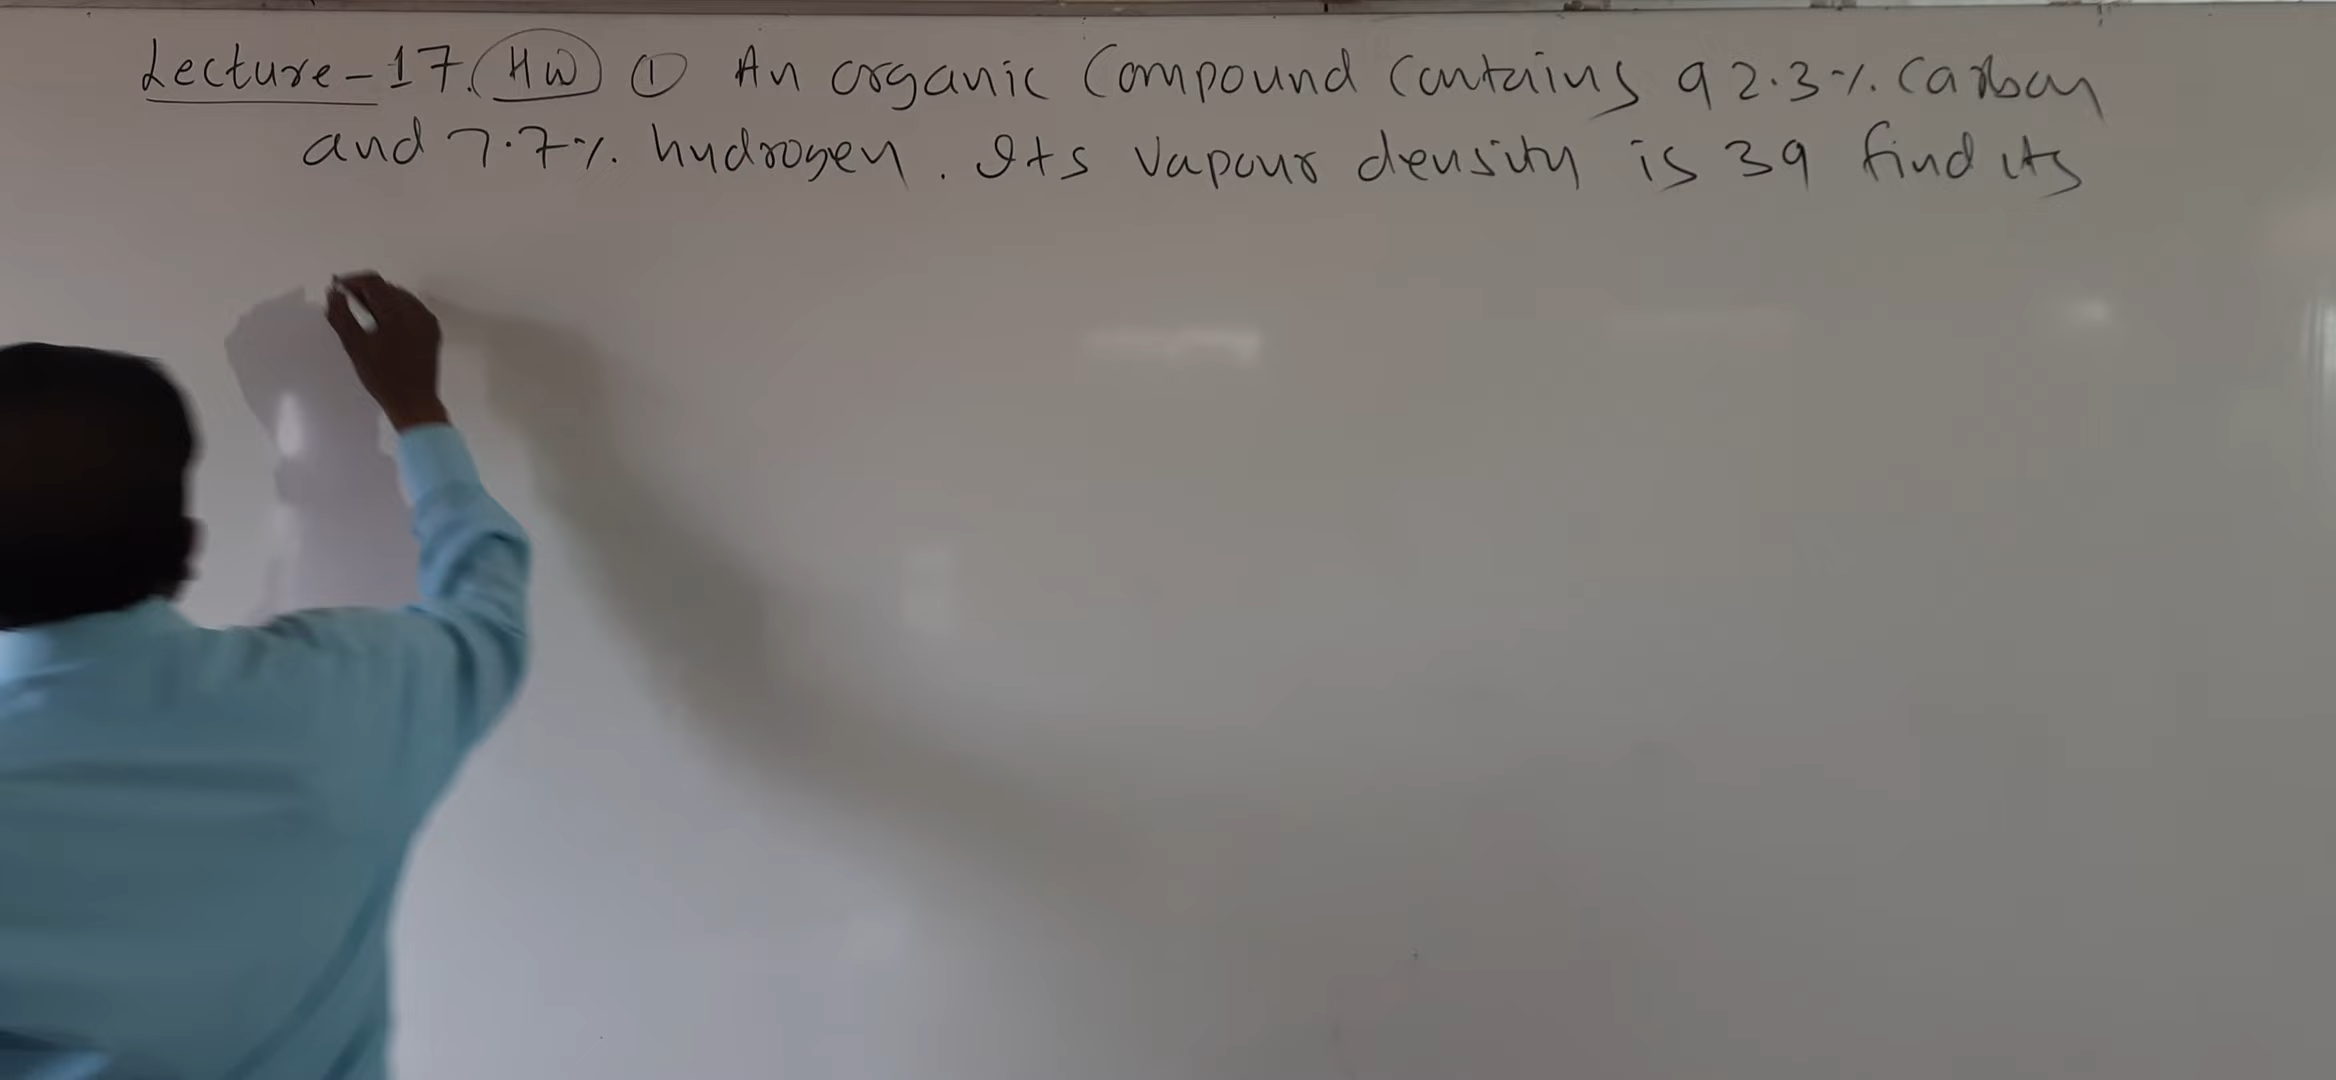 Lecture-17. HW ① An organic Compound Contains 92.3%. Carbon
and 7.7%. hydrogen. Its vapour density is 39 find its